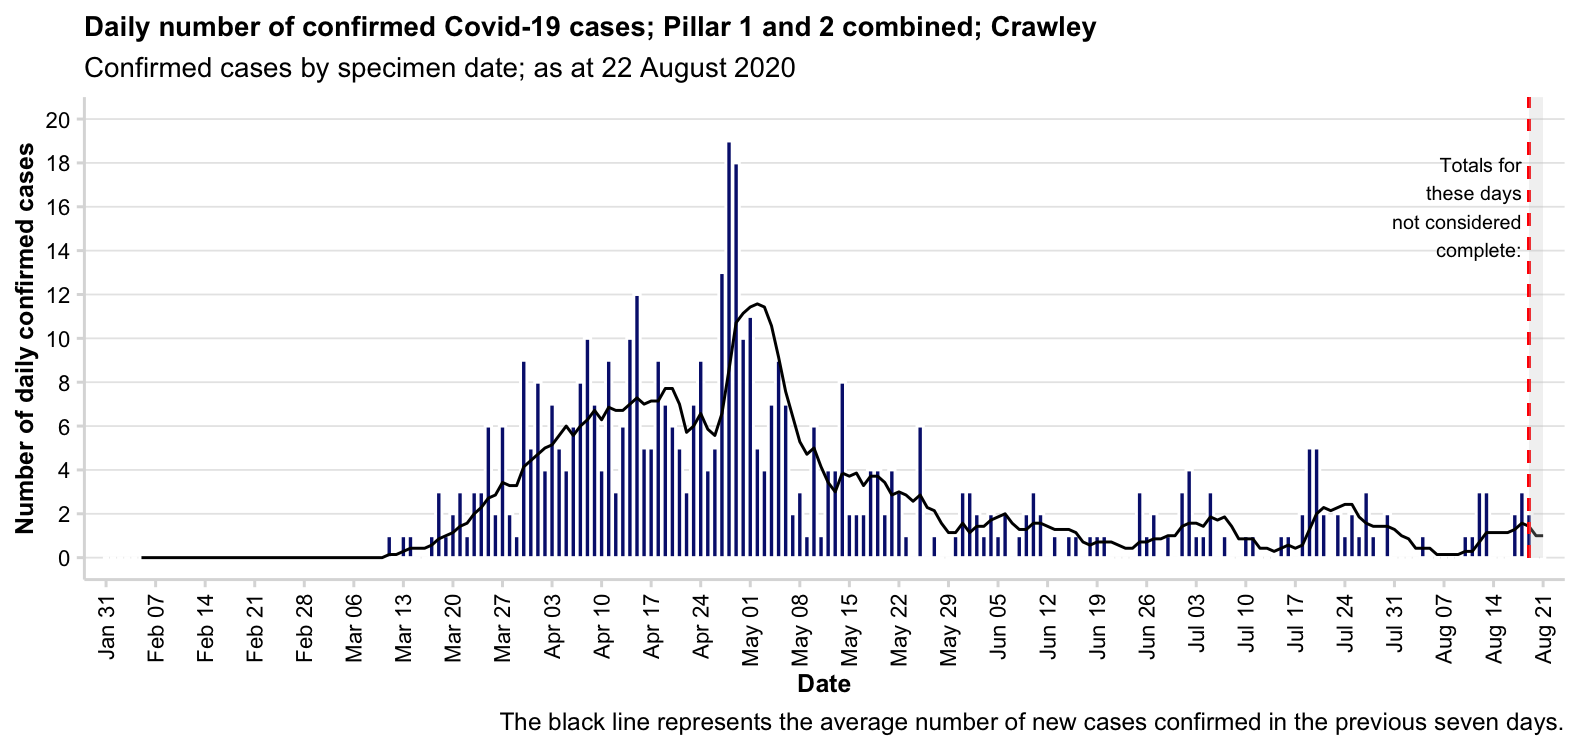 Daily number of confirmed Covid-19 cases; Pillar 1 and 2 combined; Crawley
Confirmed cases by specimen date; as at 22 August 2020
Number of daily confirmed cases
20
18
16
14
12
10
8
6
4
2
0
Totals for
these days
not considered
complete:
Jan 31
Feb 07
Feb 14
Feb 21
Feb 28
Mar 06
Mar 13
Mar 20
Mar 27
Apr 03
Apr 10
Apr 17
Apr 24
May 01
May 08
May 15
May 22
May 29
Jun 05
Jun 12
Jun 19
Jun 26
Jul 03
Jul 10
Jul 17
Jul 24
Jul 31
Aug 07
Aug 14
Aug 21
Date
The black line represents the average number of new cases confirmed in the previous seven days.